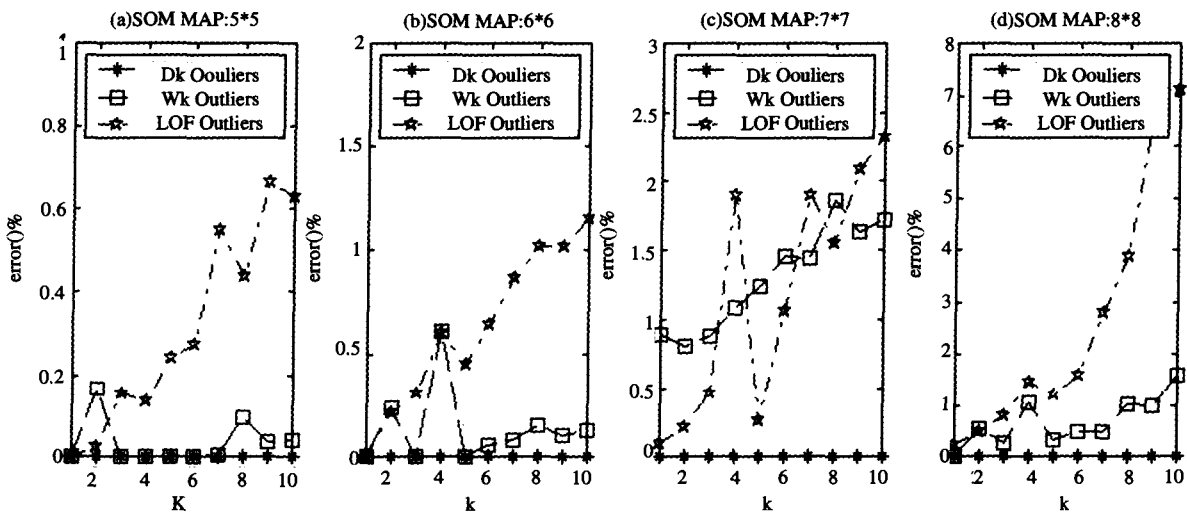 (a)SOM MAP:5*5
1
0.8
0.6
0.4
0.2
0
error()%
Dk Oouliers
Wk Outliers
LOF Outliers
2 4 6 8 10
K
(b)SOM MAP:6*6
2
1.5
1
0.5
0
error()%
Dk Oouliers
Wk Outliers
LOF Outliers
2 4 6 8 10
k
(c)SOM MAP:7*7
3
2.5
2
1.5
1
0.5
0
error()%
Dk Oouliers
Wk Outliers
LOF Outliers
2 4 6 8 10
k
(d)SOM MAP:8*8
8
7
6
5
4
3
2
1
0
error()%
Dk Oouliers
Wk Outliers
LOF Outliers
2 4 6 8 10
k